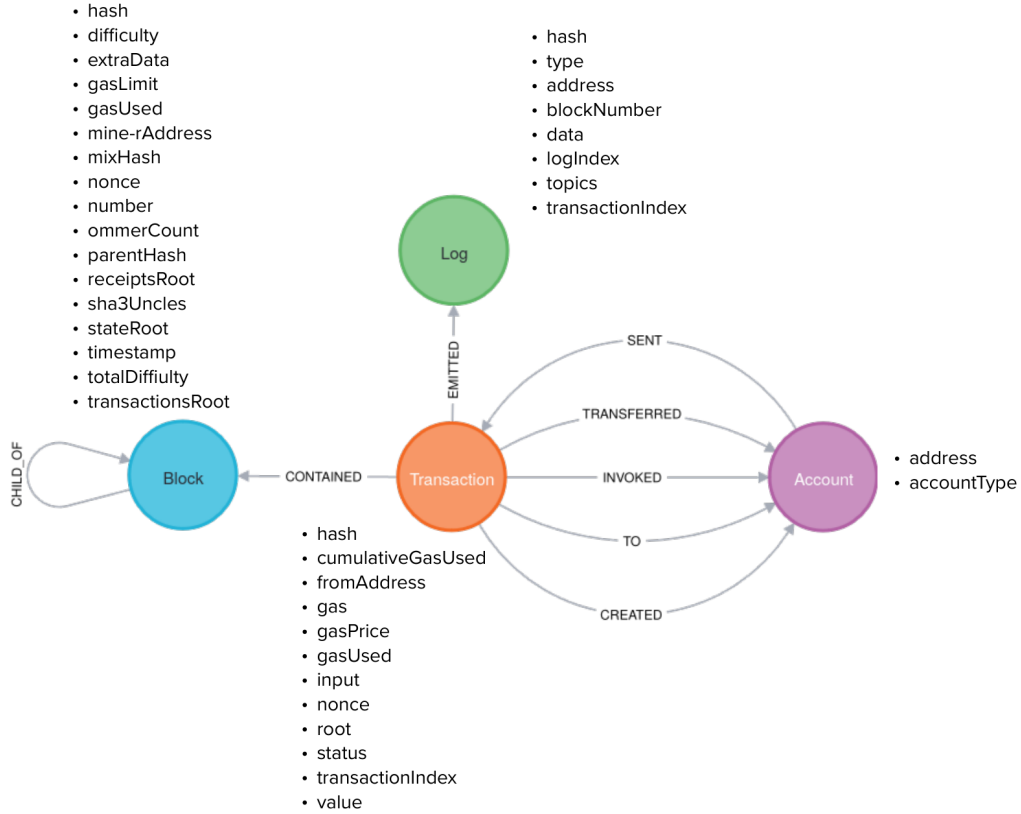 • hash
• difficulty
• extraData
• gasLimit
• gasUsed
• mine-rAddress
• mixHash
• nonce
• number
• ommerCount
• parentHash
• receiptsRoot
• sha3Uncles
• stateRoot
• timestamp
• totalDiffiulty
• transactionsRoot
• hash
• type
• address
• blockNumber
• data
• logIndex
• topics
• transactionIndex
Log
EMITTED
SENT
TRANSFERRED
CHILD_OF
Block
CONTAINED
Transaction
INVOKED
Account
• address
• accountType
TO
CREATED
• hash
• cumulativeGasUsed
• fromAddress
• gas
• gasPrice
• gasUsed
• input
• nonce
• root
• status
• transactionIndex
• value